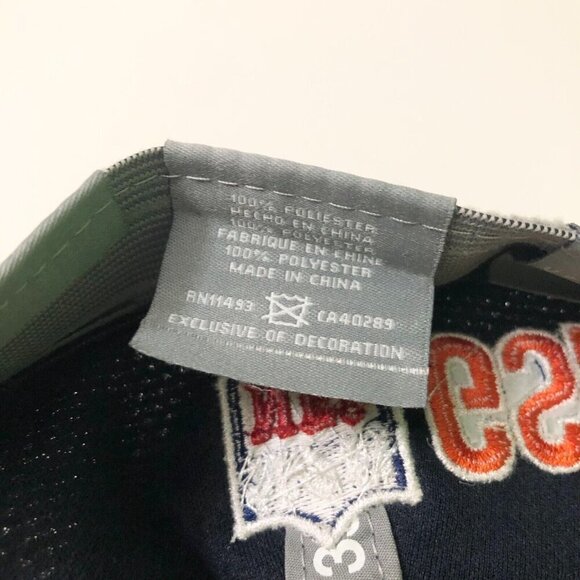 100% POLIESTER
HECHO EN CHINA
100% POLYESTER
FABRIQUE EN CHINE
100% POLYESTER
MADE IN CHINA
RN11493 CA40289
EXCLUSIVE OF DECORATION